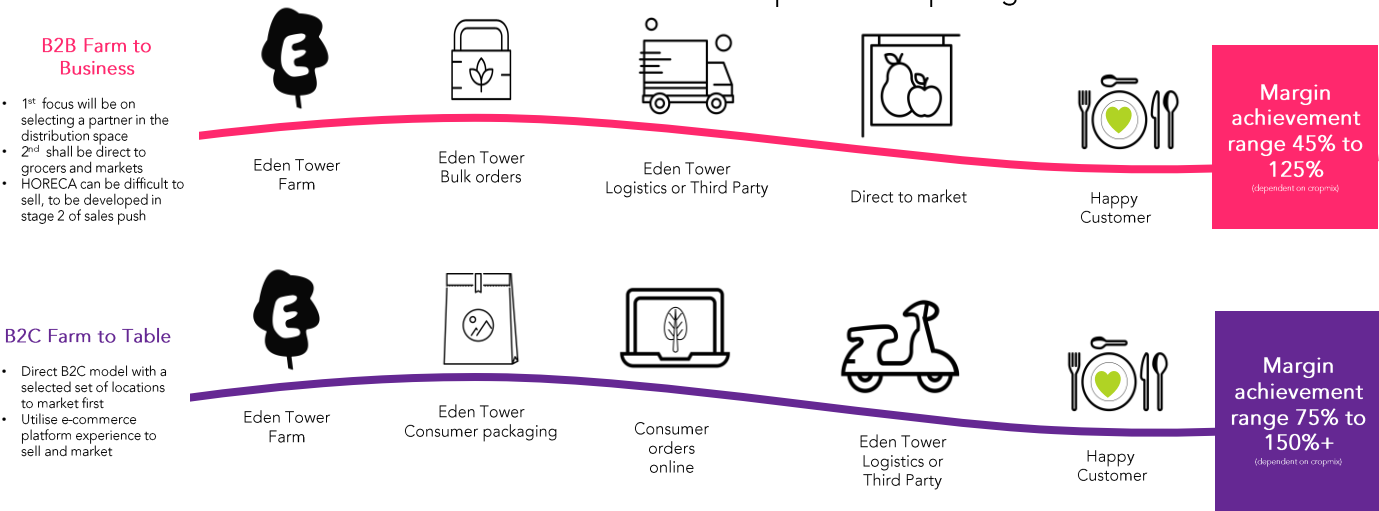 B2B Farm to
Business
• 1st focus will be on
selecting a partner in the
distribution space
• 2nd shall be direct to
grocers and markets
• HORECA can be difficult to
sell, to be developed in
stage 2 of sales push
E
Eden Tower
Farm
Eden Tower
Bulk orders
Eden Tower
Logistics or Third Party
Direct to market
Happy
Customer
Margin
achievement
range 45% to
125%
(dependent on cropmix)
B2C Farm to Table
• Direct B2C model with a
selected set of locations
to market first
• Utilise e-commerce
platform experience to
sell and market
E
Eden Tower
Farm
Eden Tower
Consumer packaging
Consumer
orders
online
Eden Tower
Logistics or
Third Party
Happy
Customer
Margin
achievement
range 75% to
150%+
(dependent on cropmix)